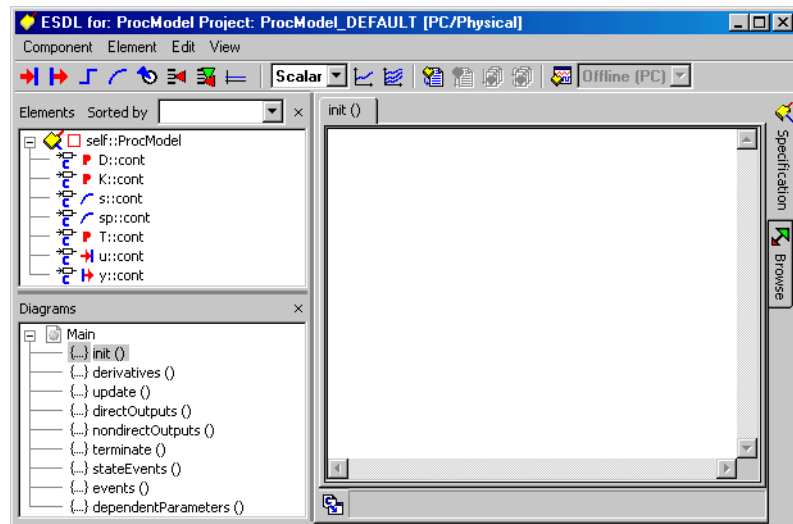 ESDL for: ProcModel Project: ProcModel_DEFAULT [PC/Physical]
Component Element Edit View
Scalar Offline (PC)
Elements Sorted by
self::ProcModel
D::cont
K::cont
s::cont
sp::cont
T::cont
u::cont
y::cont
Diagrams
Main
{...} init ()
{...} derivatives ()
{...} update ()
{...} directOutputs ()
{...} nondirectOutputs ()
{...} terminate ()
{...} stateEvents ()
{...} events ()
{...} dependentParameters ()
init ()
Specification
Browse